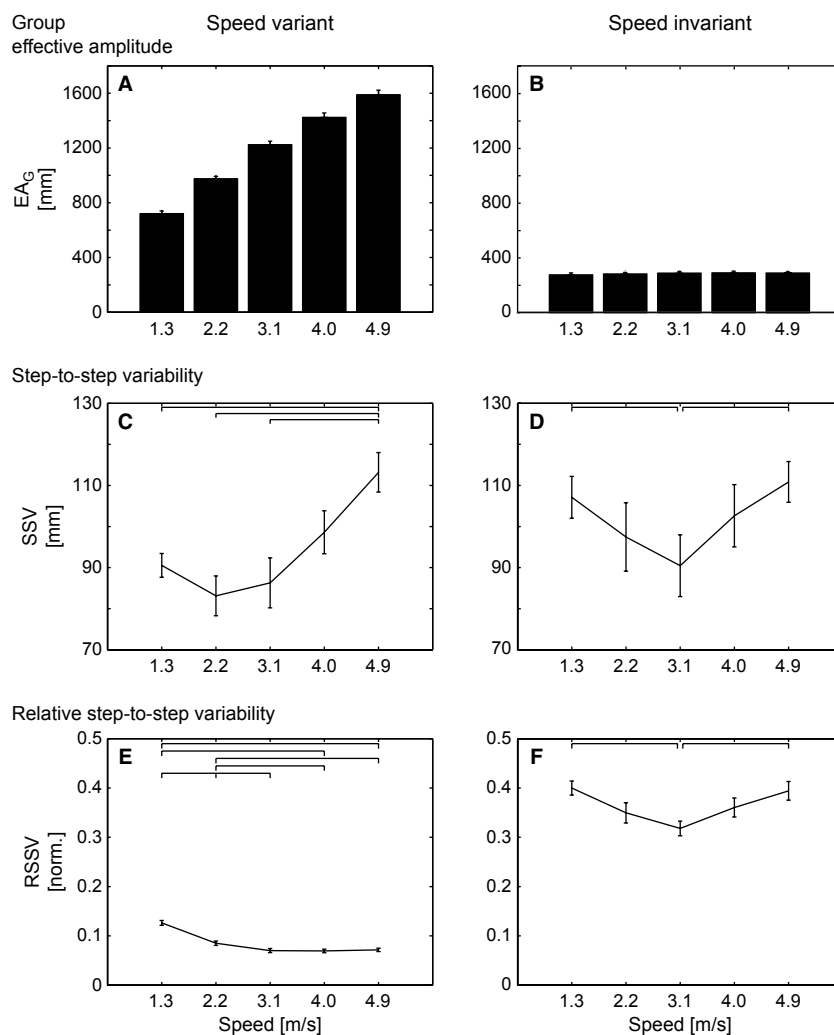 Group
effective amplitude
Speed variant
Speed invariant
A
EA_G
[mm]
1600
1200
800
400
0
1.3 2.2 3.1 4.0 4.9
B
1600
1200
800
400
0
1.3 2.2 3.1 4.0 4.9
Step-to-step variability
C
SSV
[mm]
130
110
90
70
1.3 2.2 3.1 4.0 4.9
D
130
110
90
70
1.3 2.2 3.1 4.0 4.9
Relative step-to-step variability
E
RSSV
[norm.]
0.5
0.4
0.3
0.2
0.1
0
1.3 2.2 3.1 4.0 4.9
Speed [m/s]
F
0.5
0.4
0.3
0.2
0.1
0
1.3 2.2 3.1 4.0 4.9
Speed [m/s]